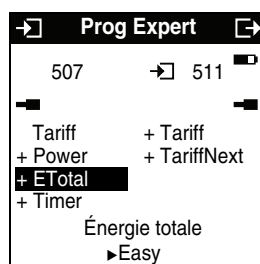 Prog Expert
507 511
Tariff + Tariff
+ Power + TariffNext
+ ETotal
+ Timer
Énergie totale
▸Easy